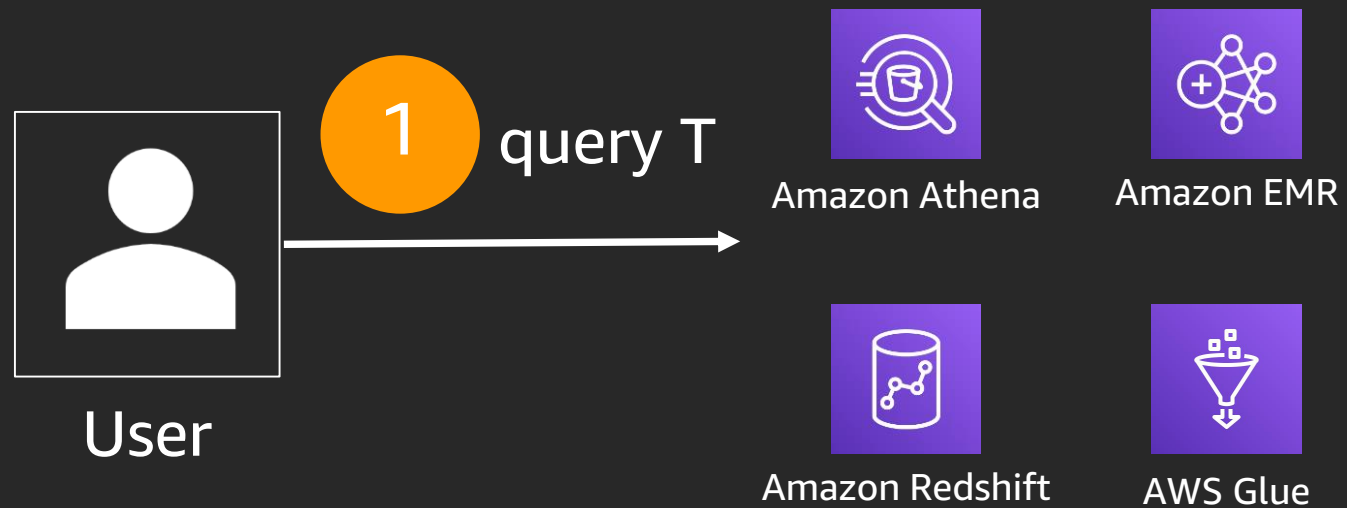 1
query T
Amazon Athena
Amazon EMR
User
Amazon Redshift
AWS Glue